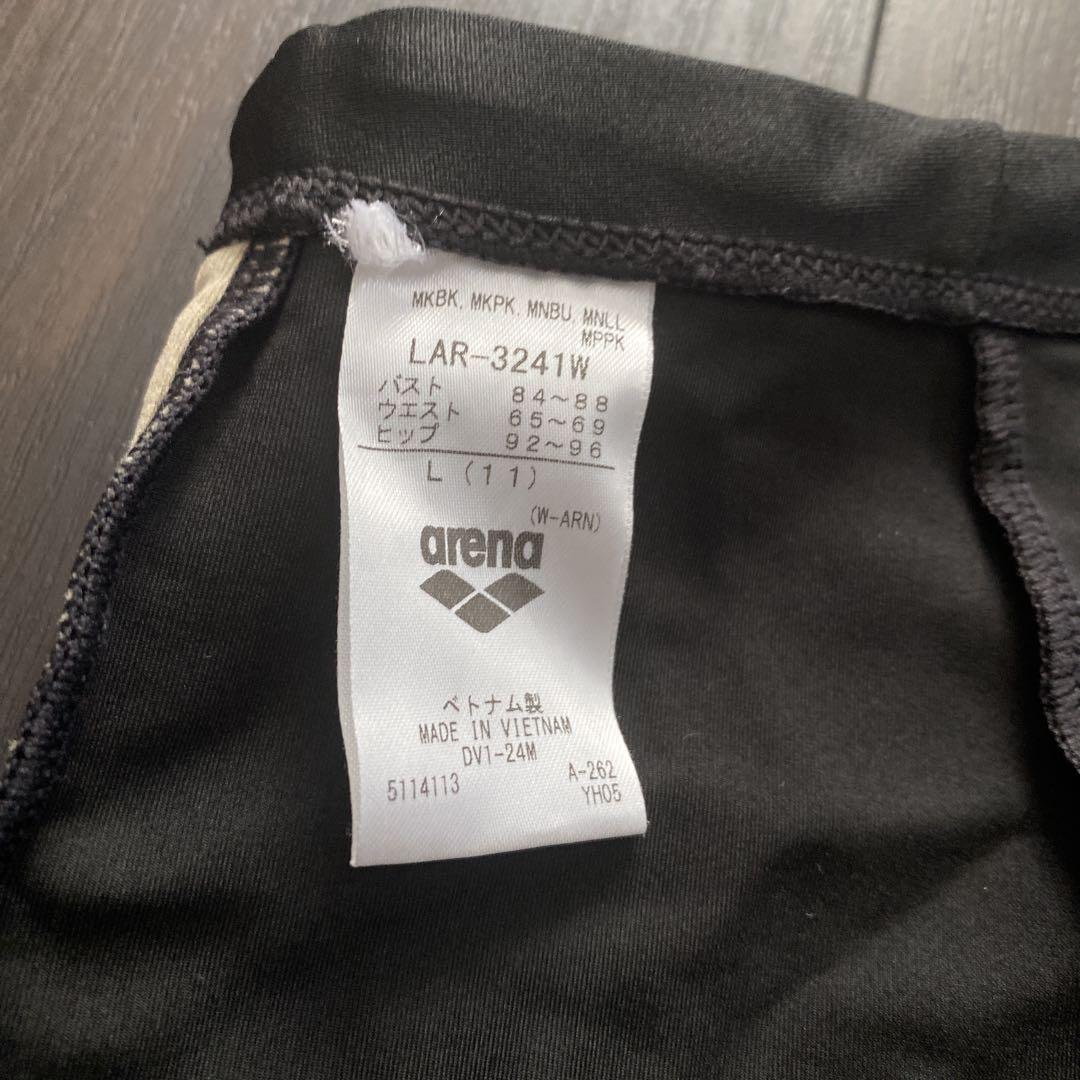 MKBK, MKPK, MNBU, MNLL
MPPK
LAR-3241W
バスト 84~88
ウエスト 65~69
ヒップ 92~96
L (11)
(W-ARN)
arena
ベトナム製
MADE IN VIETNAM
DV1-24M
5114113 A-262
YH05